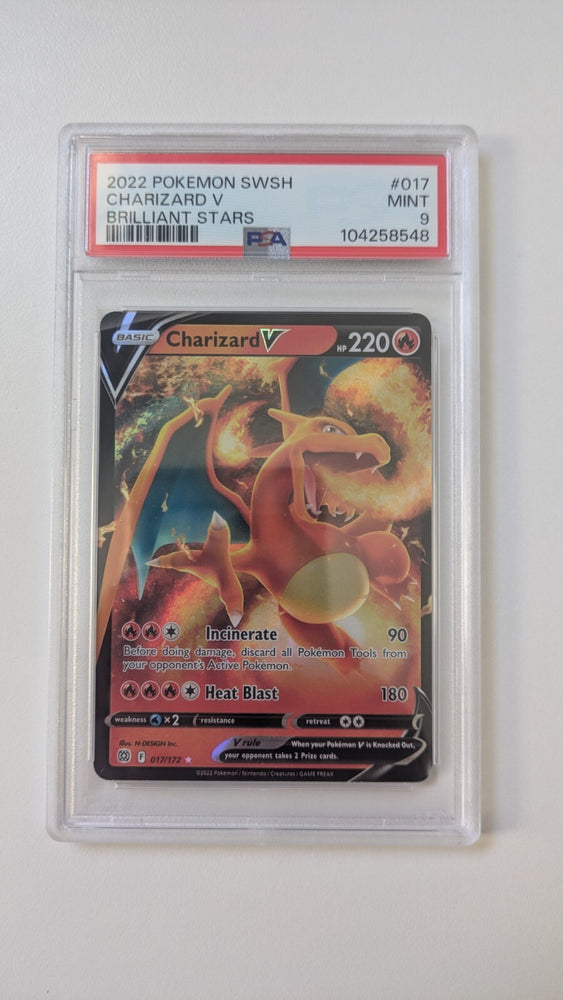 2022 POKEMON SWSH #017
CHARIZARD V MINT
BRILLIANT STARS 9
PSA 104258548
BASIC Charizard V HP 220
Incinerate 90
Before doing damage, discard all Pokémon Tools from
your opponent's Active Pokémon.
Heat Blast 180
weakness ×2 resistance retreat
Illus. N-DESIGN Inc.
V rule When your Pokémon V is Knocked Out,
your opponent takes 2 Prize cards.
F 017/172
©2022 Pokémon / Nintendo / Creatures / GAME FREAK